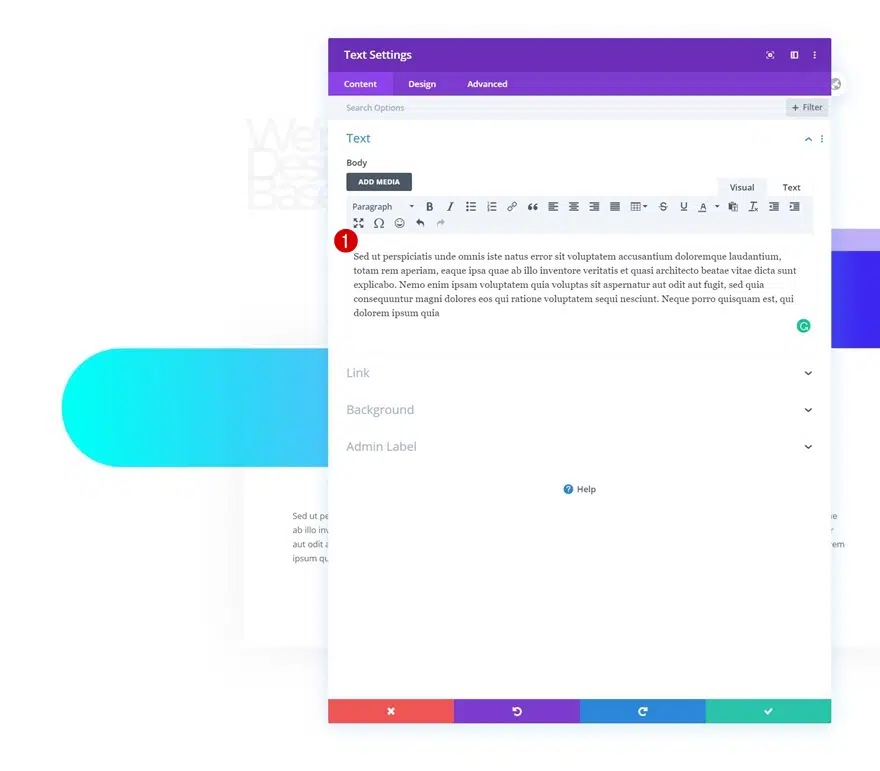 Text Settings
Content Design Advanced
Search Options
+ Filter
Text
Body
ADD MEDIA
Visual Text
Paragraph
1
Sed ut perspiciatis unde omnis iste natus error sit voluptatem accusantium doloremque laudantium,
totam rem aperiam, eaque ipsa quae ab illo inventore veritatis et quasi architecto beatae vitae dicta sunt
explicabo. Nemo enim ipsam voluptatem quia voluptas sit aspernatur aut odit aut fugit, sed quia
consequuntur magni dolores eos qui ratione voluptatem sequi nesciunt. Neque porro quisquam est, qui
dolorem ipsum quia
Link
Background
Admin Label
Help
Sed ut pe
ab illo inv
aut odit a
ipsum qu